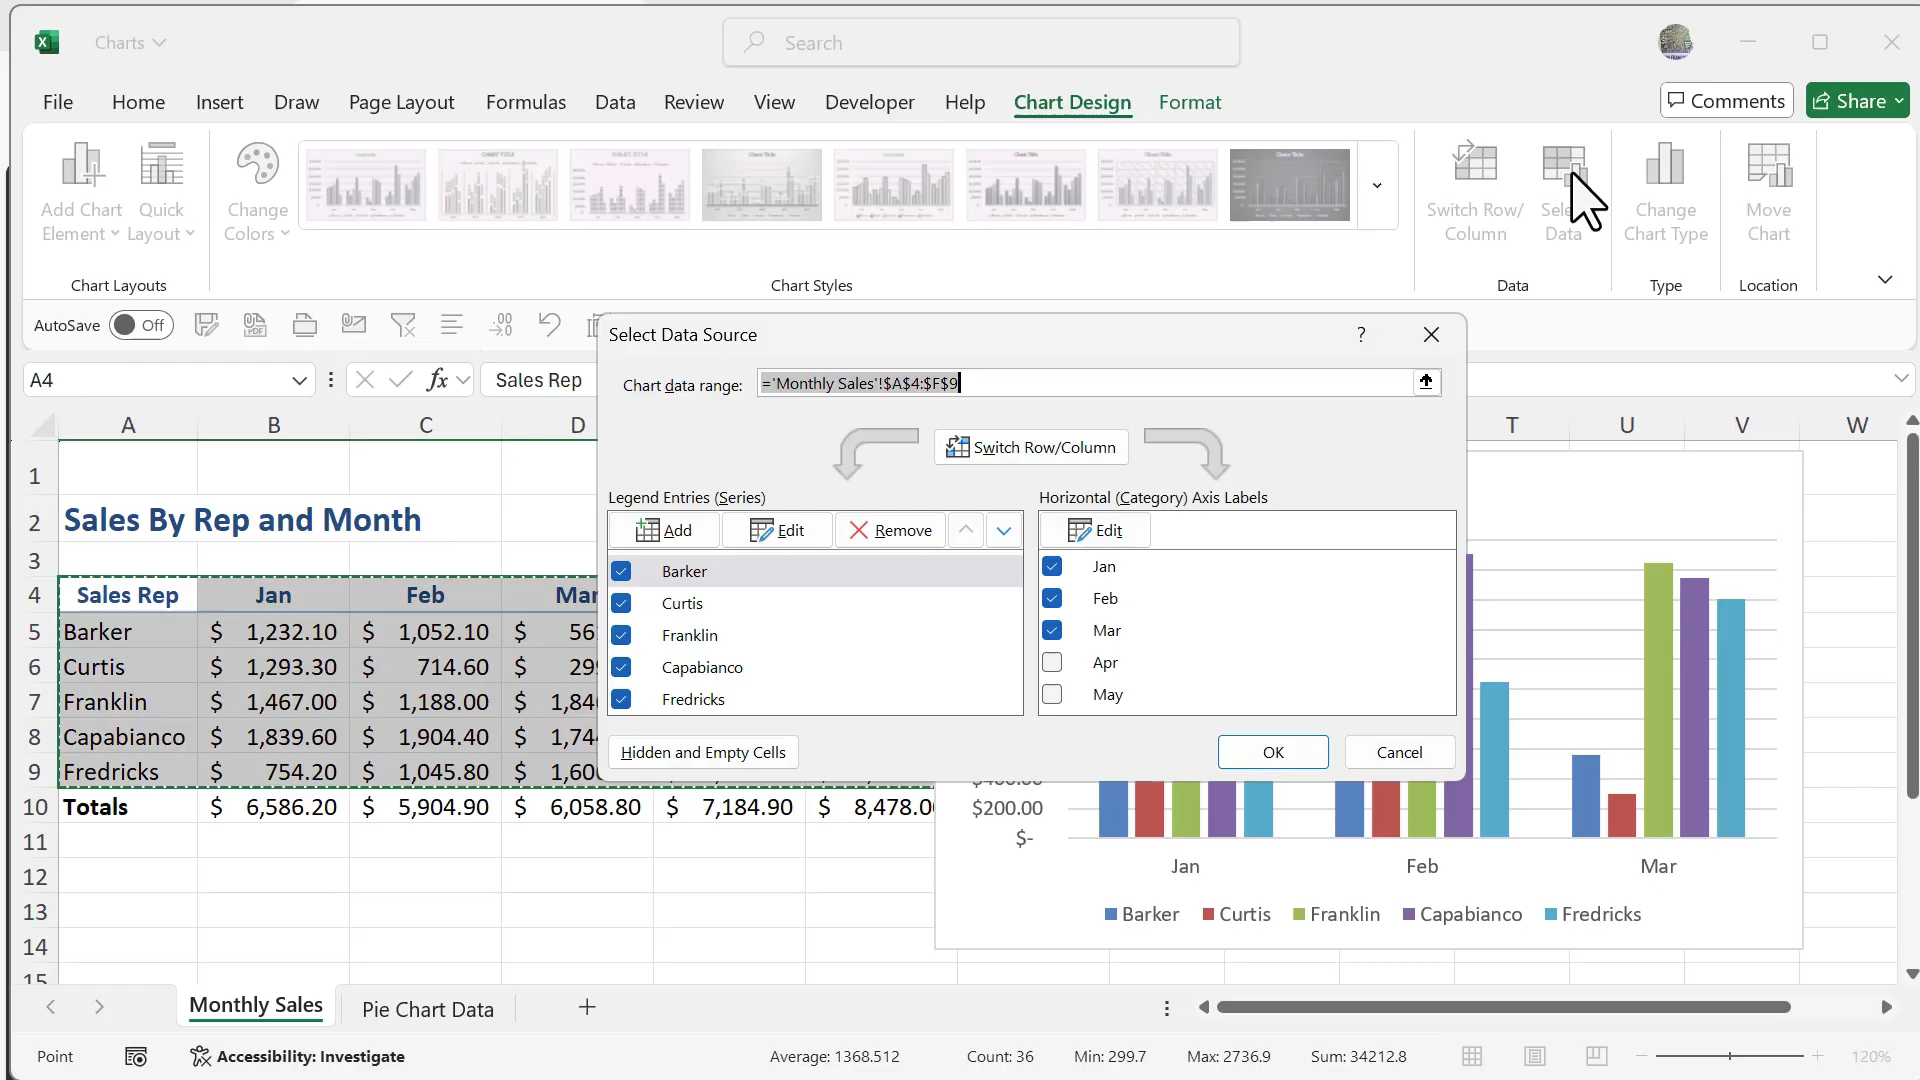 Charts
Search
File Home Insert Draw Page Layout Formulas Data Review View Developer Help Chart Design Format
Comments Share
Add Chart Element
Quick Layout
Change Colors
Switch Row/ Column
Data
Change Chart Type
Move Chart
Chart Layouts Chart Styles Data Type Location
AutoSave Off
A4 fx Sales Rep
Select Data Source ?
Chart data range: ='Monthly Sales'!$A$4:$F$9
Switch Row/Column
Legend Entries (Series) Horizontal (Category) Axis Labels
Add Edit Remove Edit
Barker Jan
Curtis Feb
Franklin Mar
Capabianco Apr
Fredricks May
Hidden and Empty Cells OK Cancel
A B C D T U V W
1
2 Sales By Rep and Month
3
4 Sales Rep Jan Feb Mar
5 Barker $ 1,232.10 $ 1,052.10 $
6 Curtis $ 1,293.30 $ 714.60 $
7 Franklin $ 1,467.00 $ 1,188.00 $
8 Capabianco $ 1,839.60 $ 1,904.40 $
9 Fredricks $ 754.20 $ 1,045.80 $
10 Totals $ 6,586.20 $ 5,904.90 $ 6,058.80 $ 7,184.90 $
11
12
13
14
15
$200.00
$-
Jan Feb Mar
Barker Curtis Franklin Capabianco Fredricks
Monthly Sales Pie Chart Data
Point Accessibility: Investigate Average: 1368.512 Count: 36 Min: 299.7 Max: 2736.9 Sum: 34212.8 120%